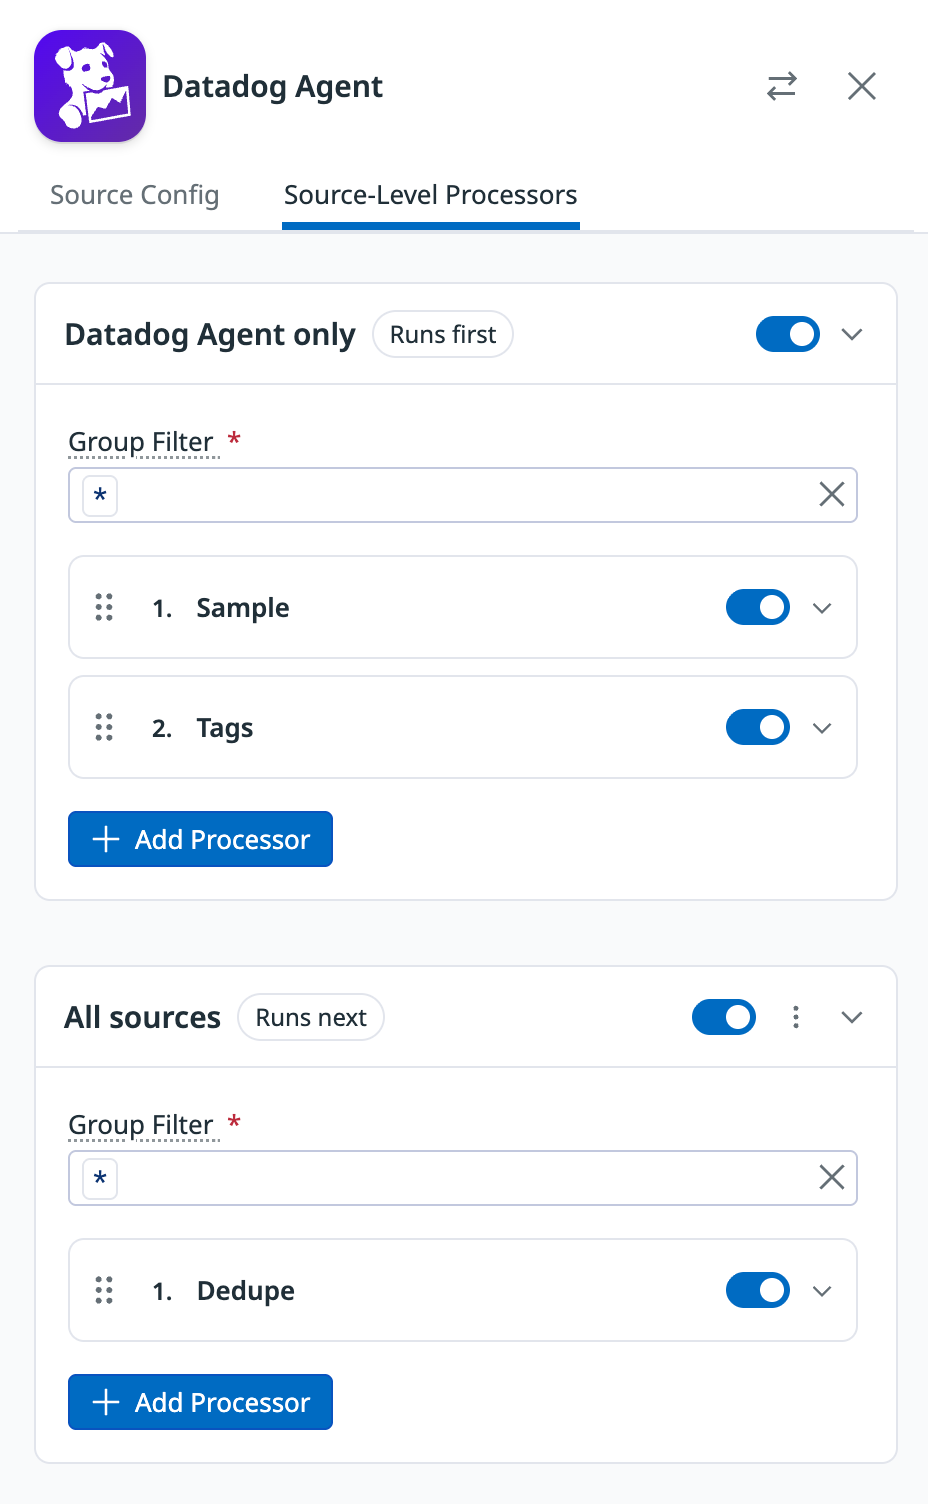 Datadog Agent
Source Config Source-Level Processors
Datadog Agent only Runs first
Group Filter *
*
1. Sample
2. Tags
Add Processor
All sources Runs next
Group Filter *
*
1. Dedupe
Add Processor